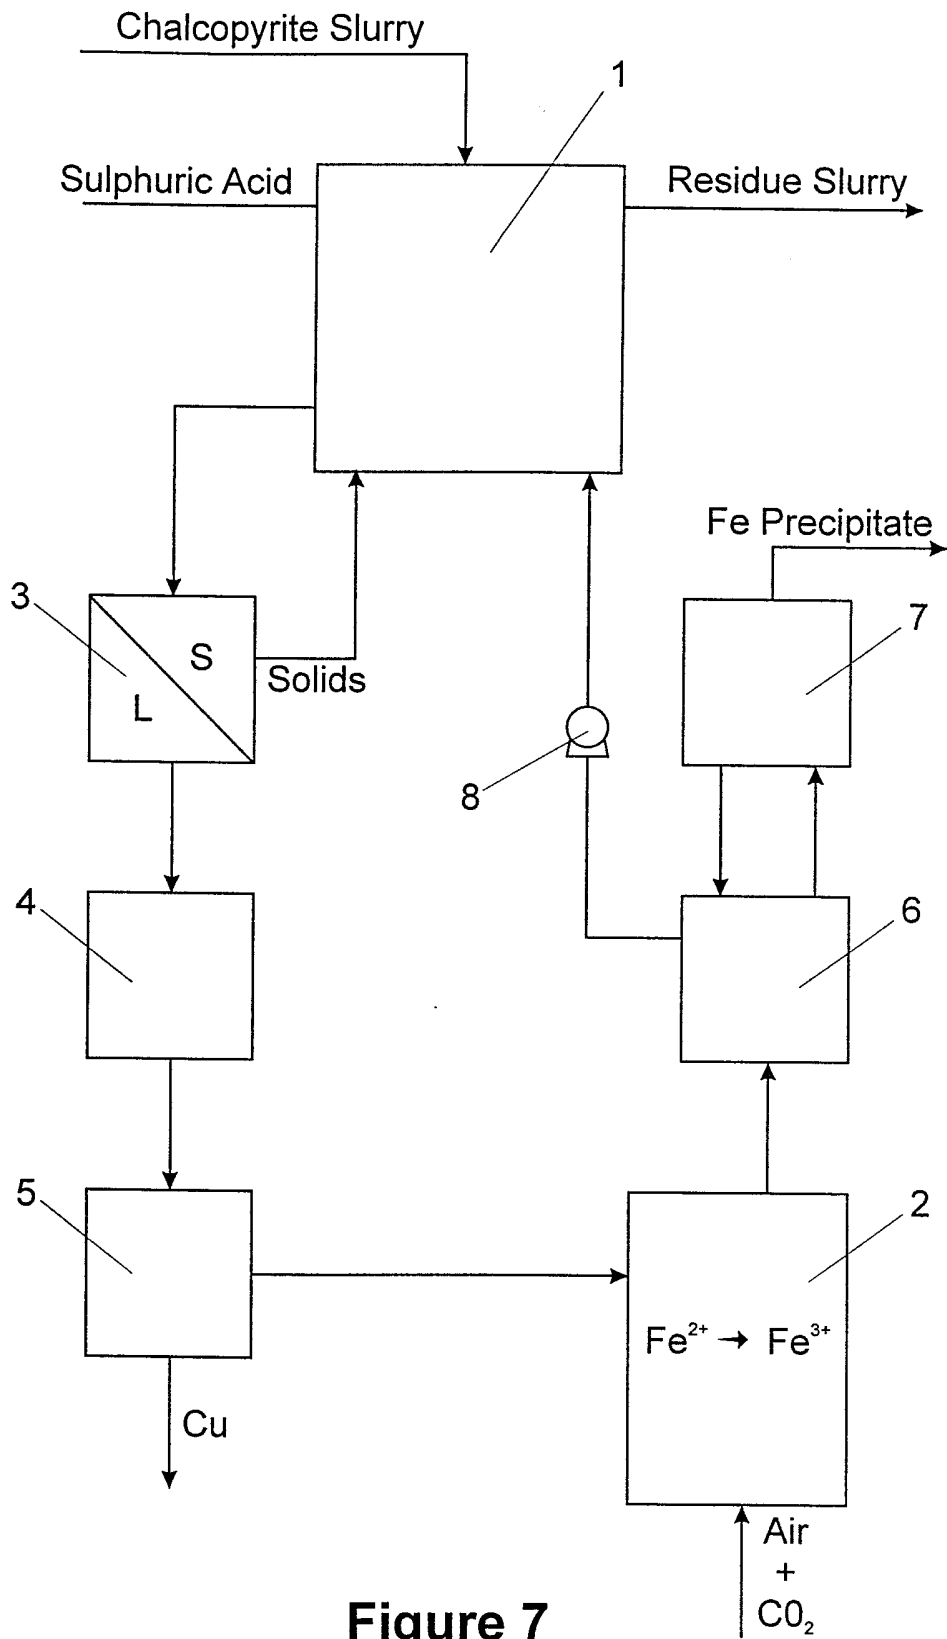 Chalcopyrite Slurry
1
Sulphuric Acid
Residue Slurry
Fe Precipitate
3
S
L
Solids
7
8
4
6
5
2
Fe²⁺ → Fe³⁺
Cu
Air
+
C0₂
Figure 7